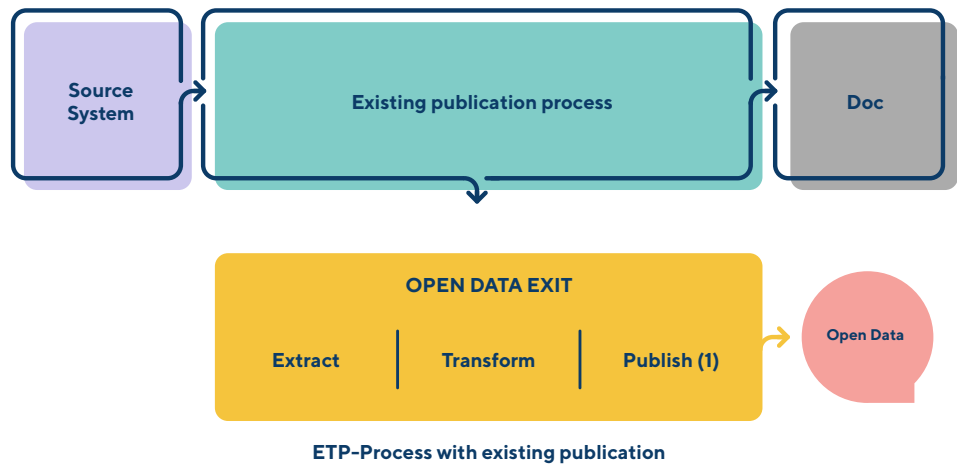 Source
System
Existing publication process
Doc
OPEN DATA EXIT
Extract
Transform
Publish (1)
Open Data
ETP-Process with existing publication